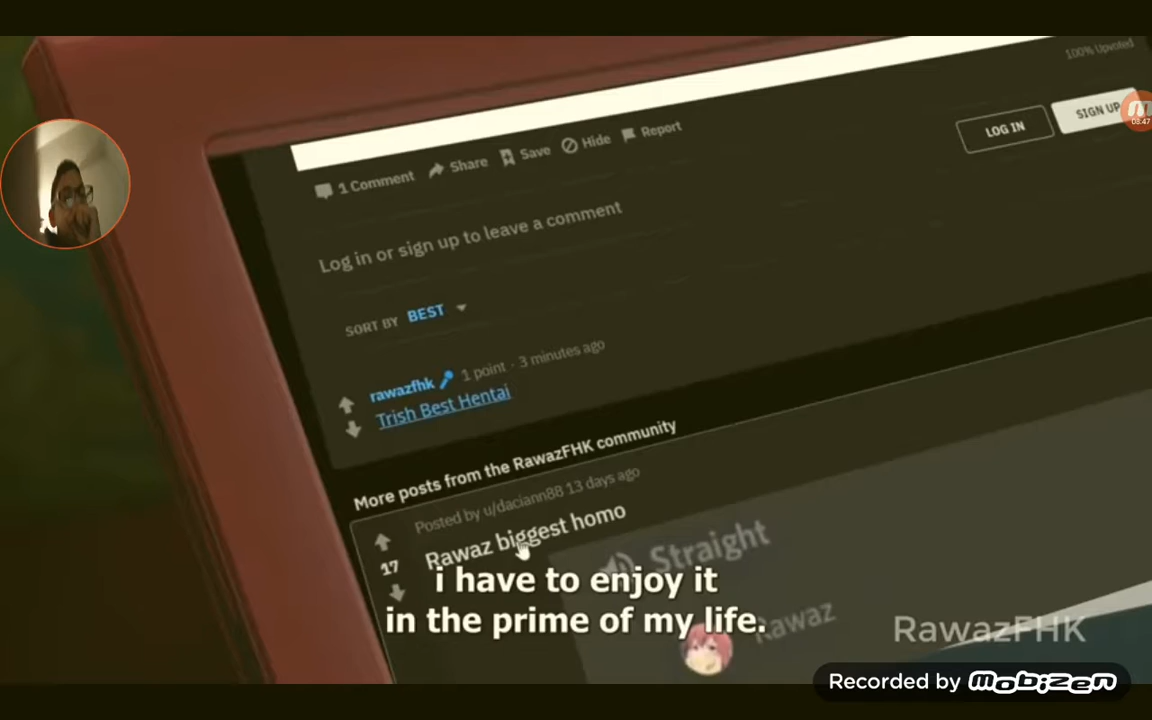 100% Upvoted
LOG IN
SIGN UP
03:47
1 Comment Share Save Hide Report
Log in or sign up to leave a comment
SORT BY BEST
rawazfhk 1 point · 3 minutes ago
Trish Best Hentai
More posts from the RawazFHK community
Posted by u/daciann88 13 days ago
17
Rawaz biggest homo
Straight
Rawaz
i have to enjoy it
in the prime of my life.
RawazFHK
Recorded by mobizen